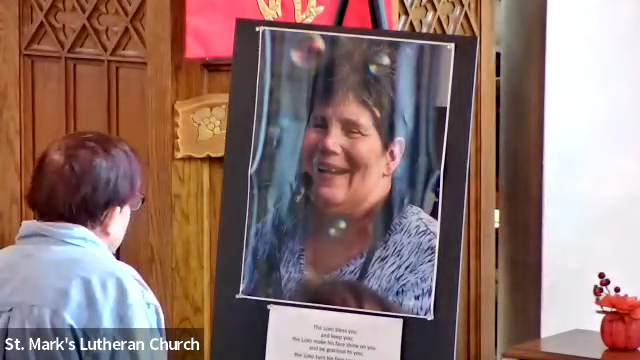 The LORD bless you
and keep you;
the LORD make his face shine on you
and be gracious to you;
the LORD turn his face
St. Mark's Lutheran Church